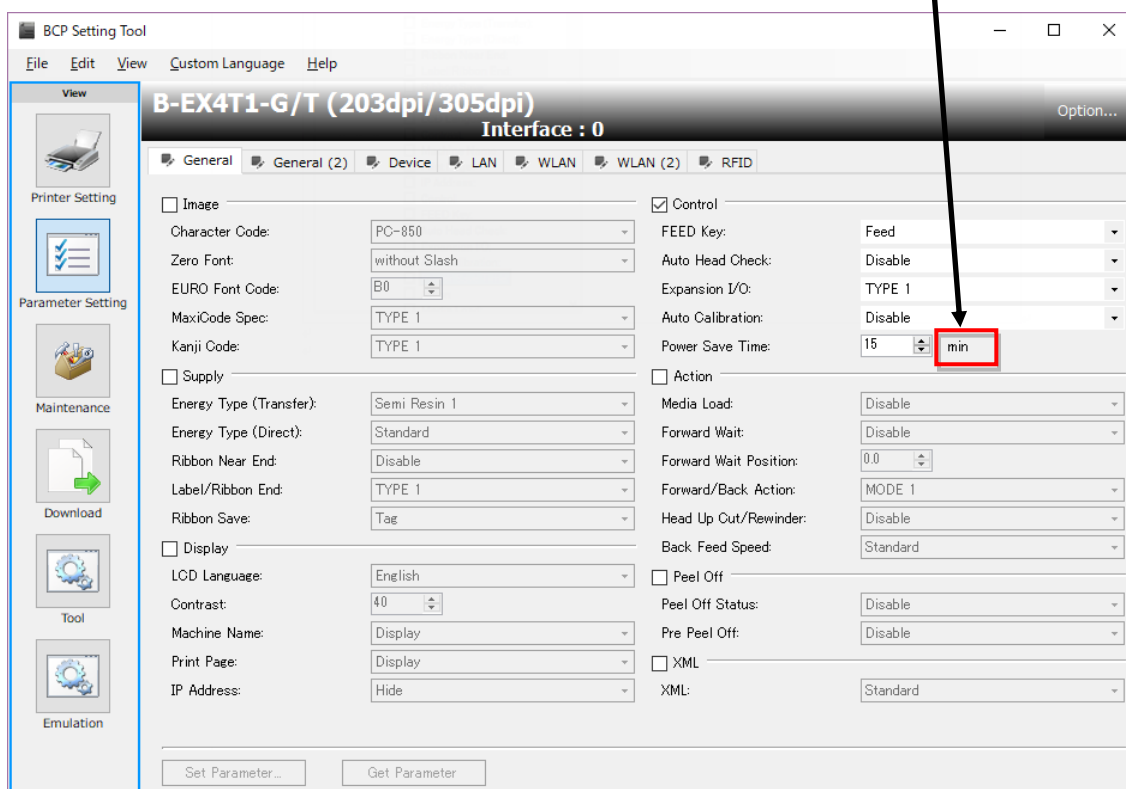 BCP Setting Tool
File Edit View Custom Language Help
View
Printer Setting
Parameter Setting
Maintenance
Download
Tool
Emulation
B-EX4T1-G/T (203dpi/305dpi)
Interface : 0
Option...
General General (2) Device LAN WLAN WLAN (2) RFID
Image
Character Code: PC-850
Zero Font: without Slash
EURO Font Code: B0
MaxiCode Spec: TYPE 1
Kanji Code: TYPE 1
Supply
Energy Type (Transfer): Semi Resin 1
Energy Type (Direct): Standard
Ribbon Near End: Disable
Label/Ribbon End: TYPE 1
Ribbon Save: Tag
Display
LCD Language: English
Contrast: 40
Machine Name: Display
Print Page: Display
IP Address: Hide
Control
FEED Key: Feed
Auto Head Check: Disable
Expansion I/O: TYPE 1
Auto Calibration: Disable
Power Save Time: 15 min
Action
Media Load: Disable
Forward Wait: Disable
Forward Wait Position: 0.0
Forward/Back Action: MODE 1
Head Up Cut/Rewinder: Disable
Back Feed Speed: Standard
Peel Off
Peel Off Status: Disable
Pre Peel Off: Disable
XML
XML: Standard
Set Parameter... Get Parameter